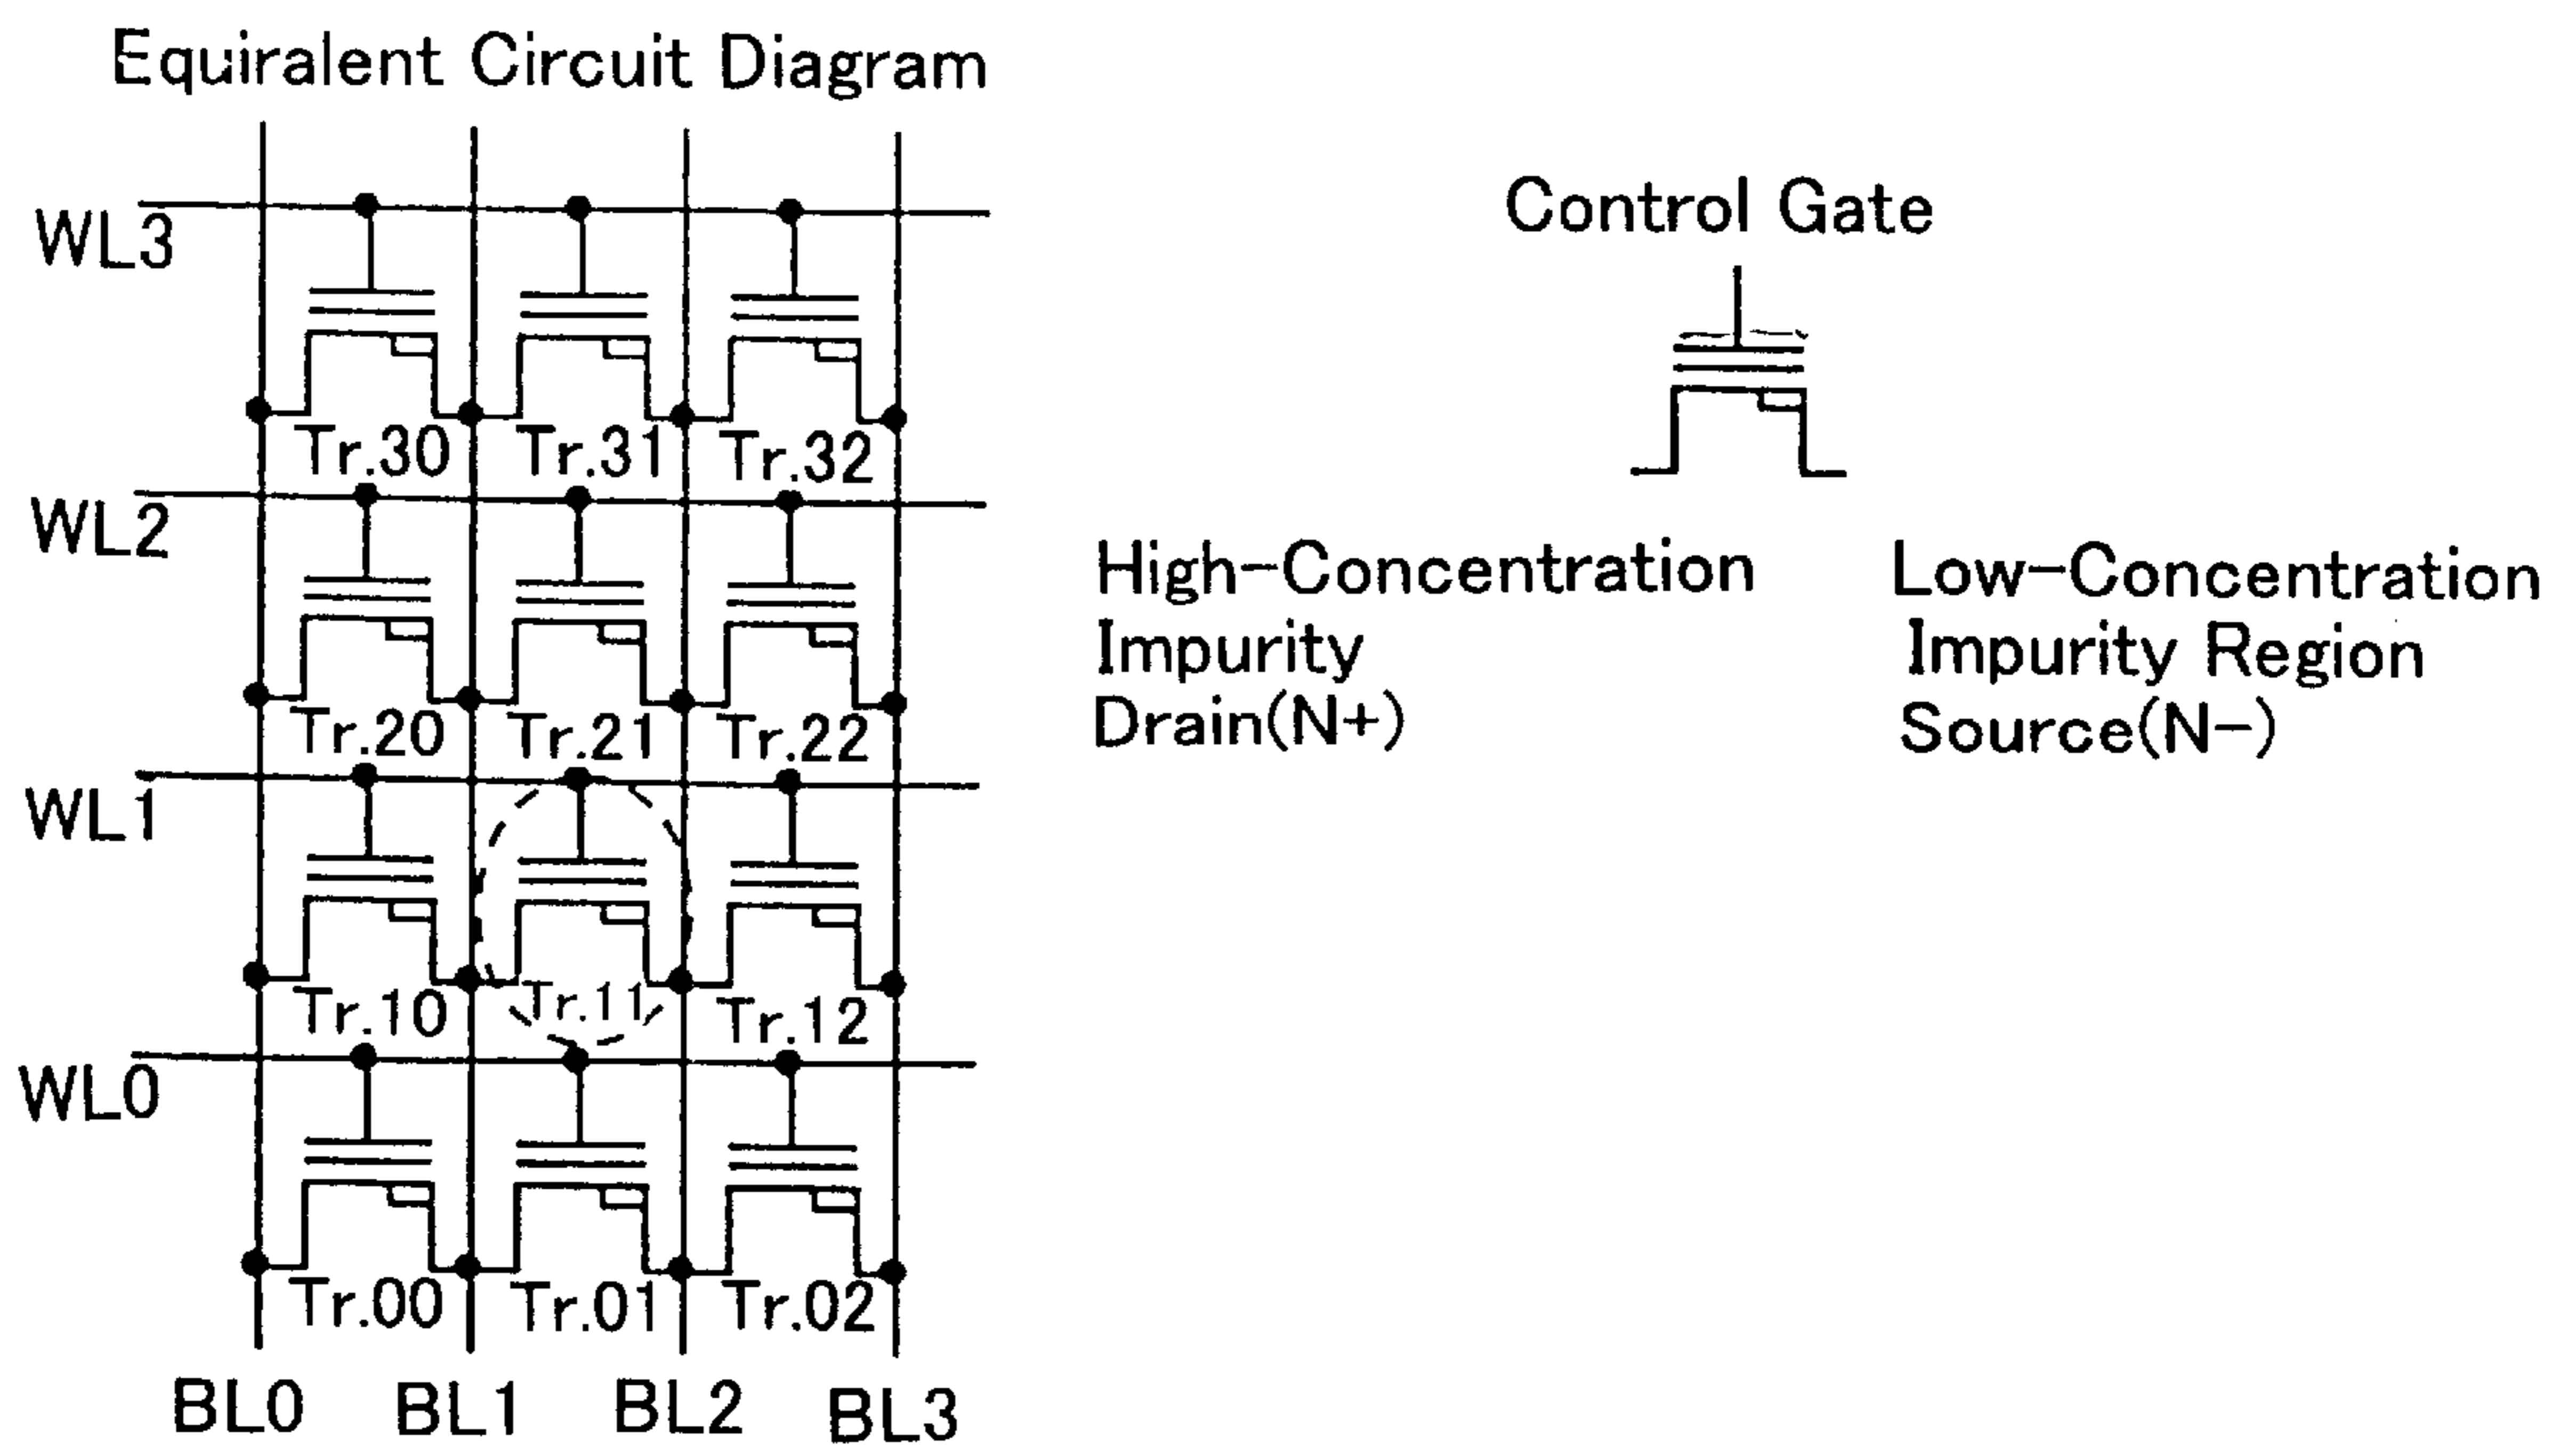 Equiralent Circuit Diagram
WL3
Tr.30 Tr.31 Tr.32
WL2
Tr.20 Tr.21 Tr.22
WL1
Tr.10 Tr.11 Tr.12
WL0
Tr.00 Tr.01 Tr.02
BL0 BL1 BL2 BL3
Control Gate
High-Concentration
Impurity
Drain(N+)
Low-Concentration
Impurity Region
Source(N-)